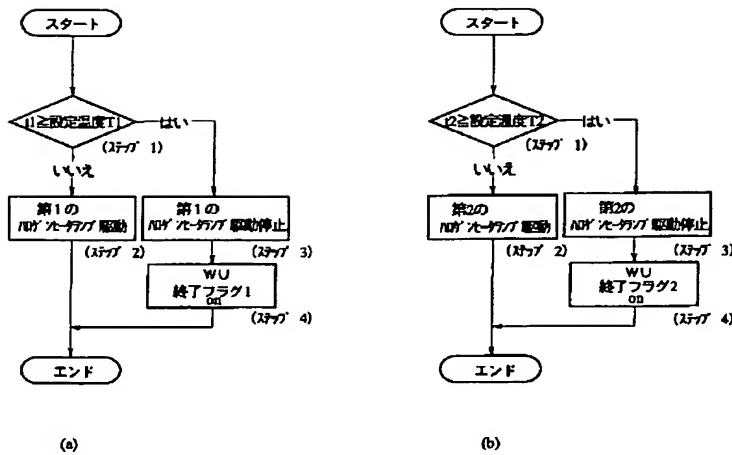 スタート
t1≧設定温度T1
はい
(ステップ 1)
いいえ
第1の
ハロゲンヒータランプ駆動
(ステップ 2)
第1の
ハロゲンヒータランプ駆動停止
(ステップ 3)
WU
終了フラグ1
on
(ステップ 4)
エンド
(a)
スタート
t2≧設定温度T2
はい
(ステップ 1)
いいえ
第2の
ハロゲンヒータランプ駆動
(ステップ 2)
第2の
ハロゲンヒータランプ駆動停止
(ステップ 3)
WU
終了フラグ2
on
(ステップ 4)
エンド
(b)